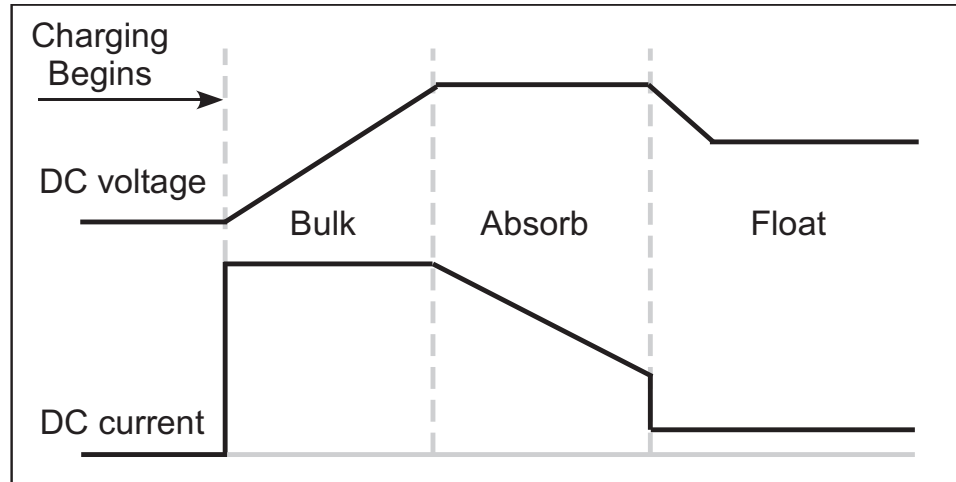 Charging
Begins
DC voltage
Bulk
Absorb
Float
DC current